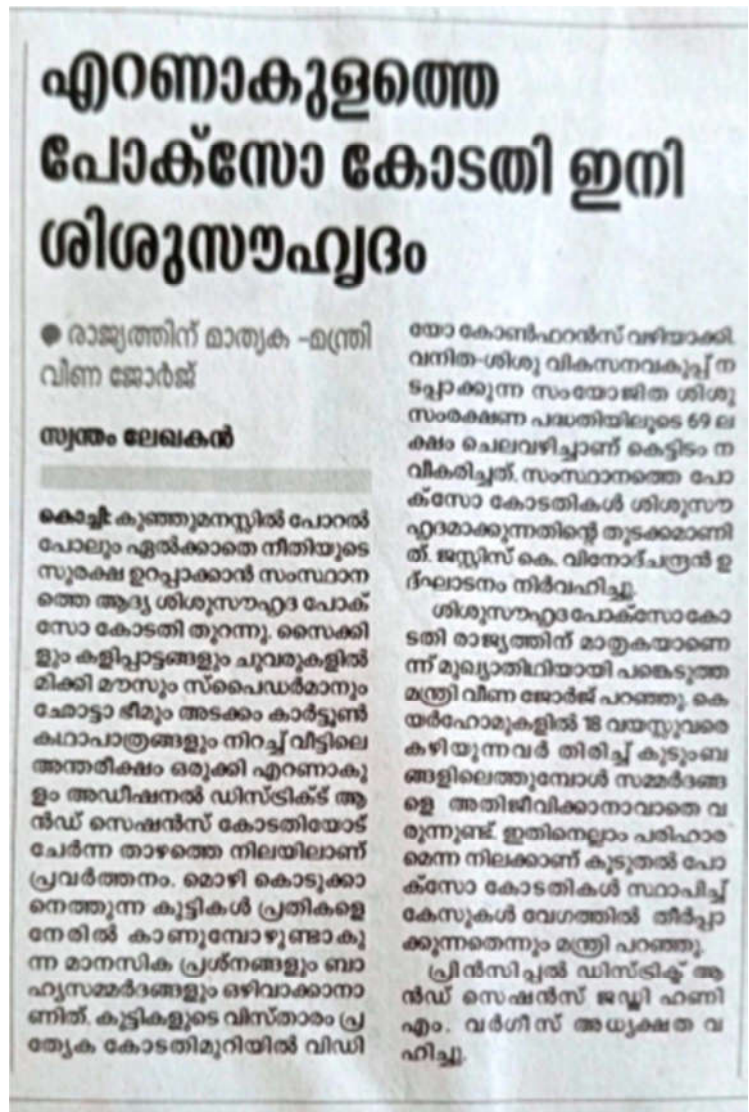 എറണാകുളത്തെ
പോക്സോ കോടതി ഇനി
ശിശുസൗഹൃദം
● രാജ്യത്തിന് മാതൃക -മന്ത്രി
വീണ ജോർജ്
സ്വന്തം ലേഖകൻ
കൊച്ചി: കുഞ്ഞുമനസ്സിൽ പോറൽ
പോലും ഏൽക്കാതെ നീതിയുടെ
സുരക്ഷ ഉറപ്പാക്കാൻ സംസ്ഥാന
ത്തെ ആദ്യ ശിശുസൗഹൃദ പോക്
സോ കോടതി തുറന്നു. സൈക്കി
ളും കളിപ്പാട്ടങ്ങളും ചുവരുകളിൽ
മിക്കി മൗസും സ്പൈഡർമാനും
ഛോട്ടാ ഭീമും അടക്കം കാർട്ടൂൺ
കഥാപാത്രങ്ങളും നിറച്ച് വീട്ടിലെ
അന്തരീക്ഷം ഒരുക്കി എറണാകു
ളം അഡീഷനൽ ഡിസ്ട്രിക്ട് ആ
ൻഡ് സെഷൻസ് കോടതിയോട്
ചേർന്ന താഴത്തെ നിലയിലാണ്
പ്രവർത്തനം. മൊഴി കൊടുക്കാ
നെത്തുന്ന കുട്ടികൾ പ്രതികളെ
നേരിൽ കാണുമ്പോഴുണ്ടാകു
ന്ന മാനസിക പ്രശ്നങ്ങളും ബാ
ഹ്യസമ്മർദങ്ങളും ഒഴിവാക്കാനാ
ണിത്. കുട്ടികളുടെ വിസ്താരം പ്ര
ത്യേക കോടതിമുറിയിൽ വിഡി
യോ കോൺഫറൻസ് വഴിയാക്കി.
വനിത-ശിശു വികസനവകുപ്പ് ന
ടപ്പാക്കുന്ന സംയോജിത ശിശു
സംരക്ഷണ പദ്ധതിയിലൂടെ 69 ല
ക്ഷം ചെലവഴിച്ചാണ് കെട്ടിടം ന
വീകരിച്ചത്. സംസ്ഥാനത്തെ പോ
ക്സോ കോടതികൾ ശിശുസൗ
ഹൃദമാക്കുന്നതിന്റെ തുടക്കമാണി
ത്. ജസ്റ്റിസ് കെ. വിനോദ്ചന്ദ്രൻ ഉ
ദ്ഘാടനം നിർവഹിച്ചു.
ശിശുസൗഹൃദ പോക്സോ കോ
ടതി രാജ്യത്തിന് മാതൃകയാണെ
ന്ന് മുഖ്യാതിഥിയായി പങ്കെടുത്ത
മന്ത്രി വീണ ജോർജ് പറഞ്ഞു. കെ
യർഹോമുകളിൽ 18 വയസ്സുവരെ
കഴിയുന്നവർ തിരിച്ച് കുടുംബ
ങ്ങളിലെത്തുമ്പോൾ സമ്മർദങ്ങ
ളെ അതിജീവിക്കാനാവാതെ വ
രുന്നുണ്ട്. ഇതിനെല്ലാം പരിഹാര
മെന്ന നിലക്കാണ് കൂടുതൽ പോ
ക്സോ കോടതികൾ സ്ഥാപിച്ച്
കേസുകൾ വേഗത്തിൽ തീർപ്പാ
ക്കുന്നതെന്നും മന്ത്രി പറഞ്ഞു.
പ്രിൻസിപ്പൽ ഡിസ്ട്രിക്ട് ആ
ൻഡ് സെഷൻസ് ജഡ്ജി ഹണി
എം. വർഗീസ് അധ്യക്ഷത വ
ഹിച്ചു.